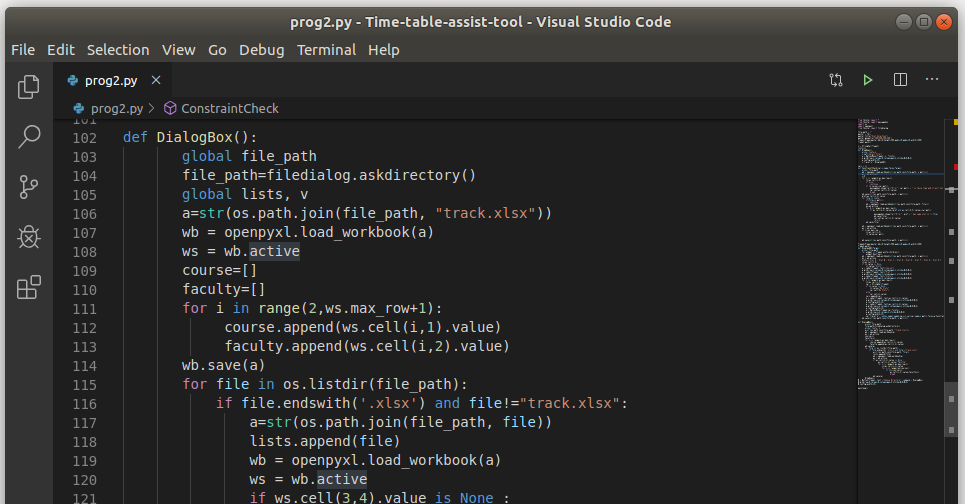 prog2.py - Time-table-assist-tool - Visual Studio Code
File Edit Selection View Go Debug Terminal Help
prog2.py
prog2.py > ConstraintCheck
101
102 def DialogBox():
103 global file_path
104 file_path=filedialog.askdirectory()
105 global lists, v
106 a=str(os.path.join(file_path, "track.xlsx"))
107 wb = openpyxl.load_workbook(a)
108 ws = wb.active
109 course=[]
110 faculty=[]
111 for i in range(2,ws.max_row+1):
112 course.append(ws.cell(i,1).value)
113 faculty.append(ws.cell(i,2).value)
114 wb.save(a)
115 for file in os.listdir(file_path):
116 if file.endswith('.xlsx') and file!="track.xlsx":
117 a=str(os.path.join(file_path, file))
118 lists.append(file)
119 wb = openpyxl.load_workbook(a)
120 ws = wb.active
121 if ws.cell(3,4).value is None :